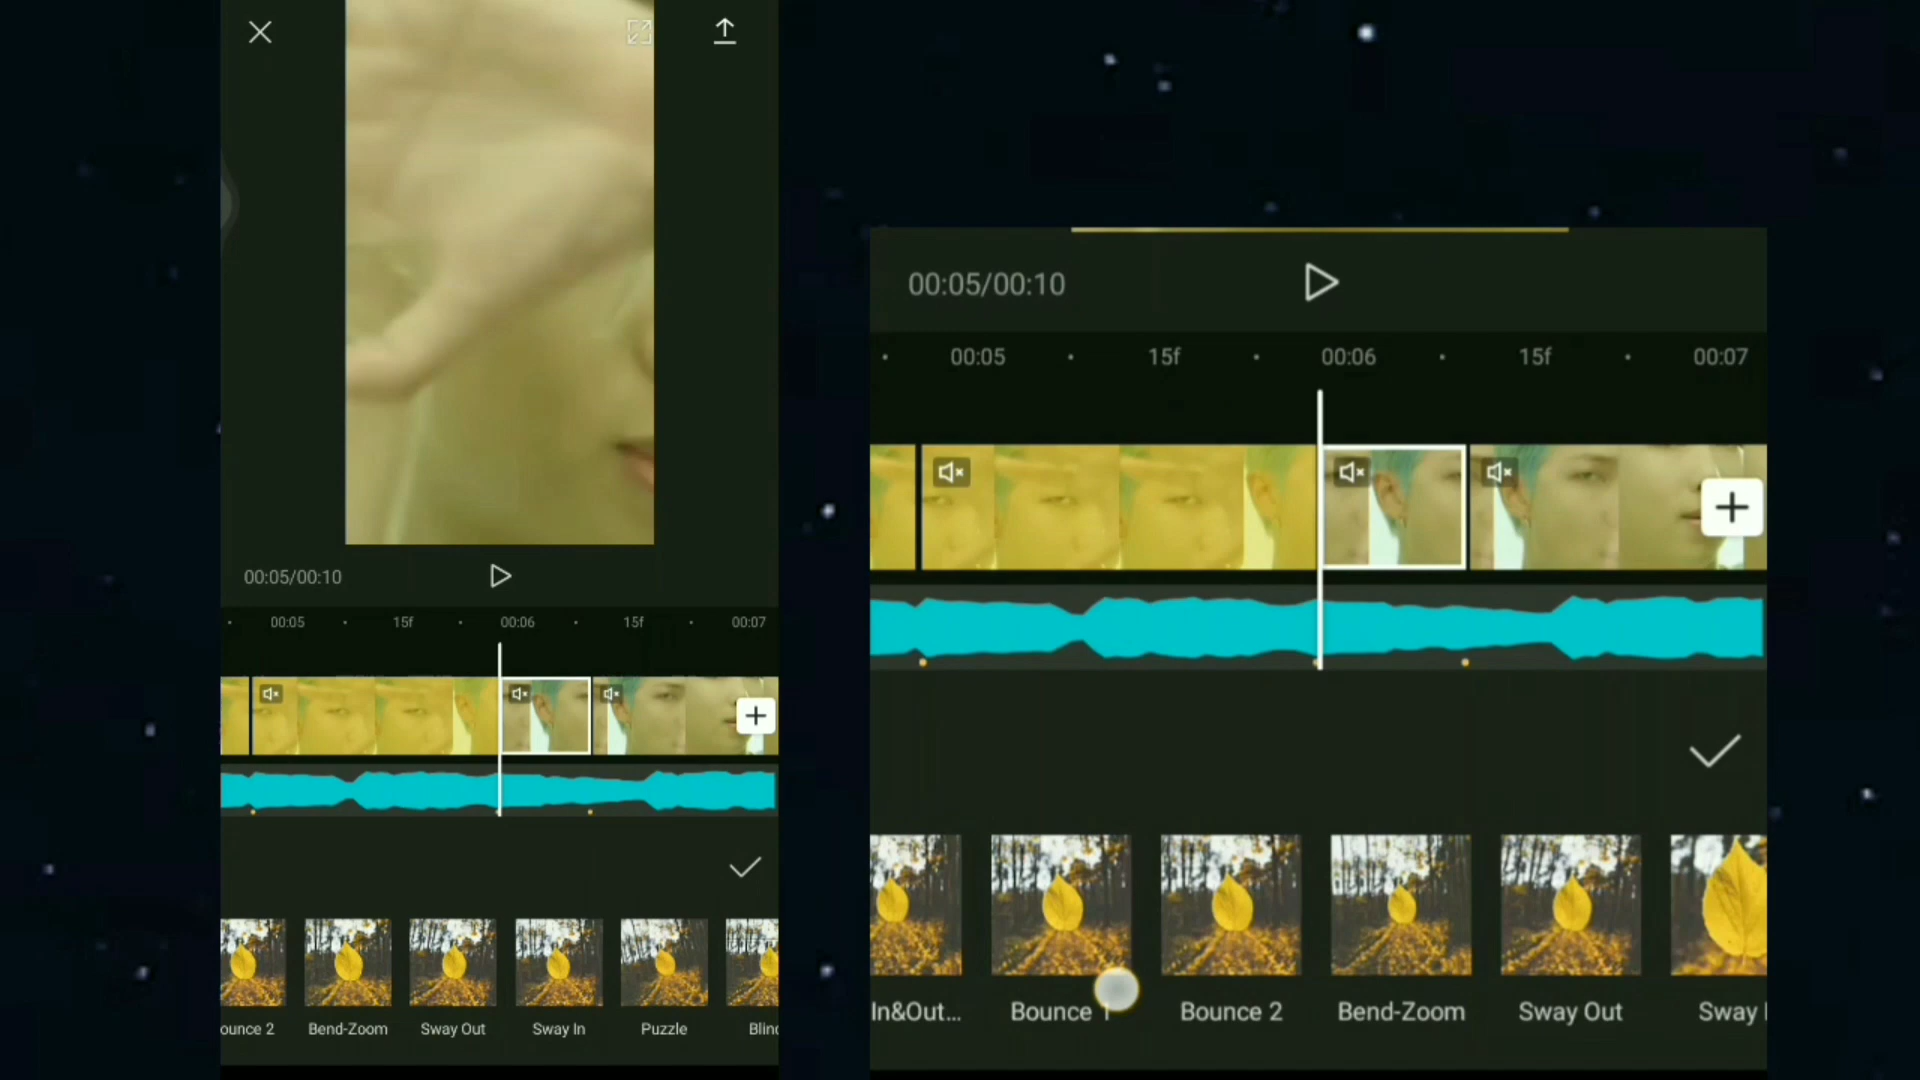 00:05/00:10
00:05 15f 00:06 15f 00:07
ounce 2 Bend-Zoom Sway Out Sway In Puzzle Blinc
00:05/00:10
00:05 15f 00:06 15f 00:07
In&Out... Bounce 1 Bounce 2 Bend-Zoom Sway Out Sway